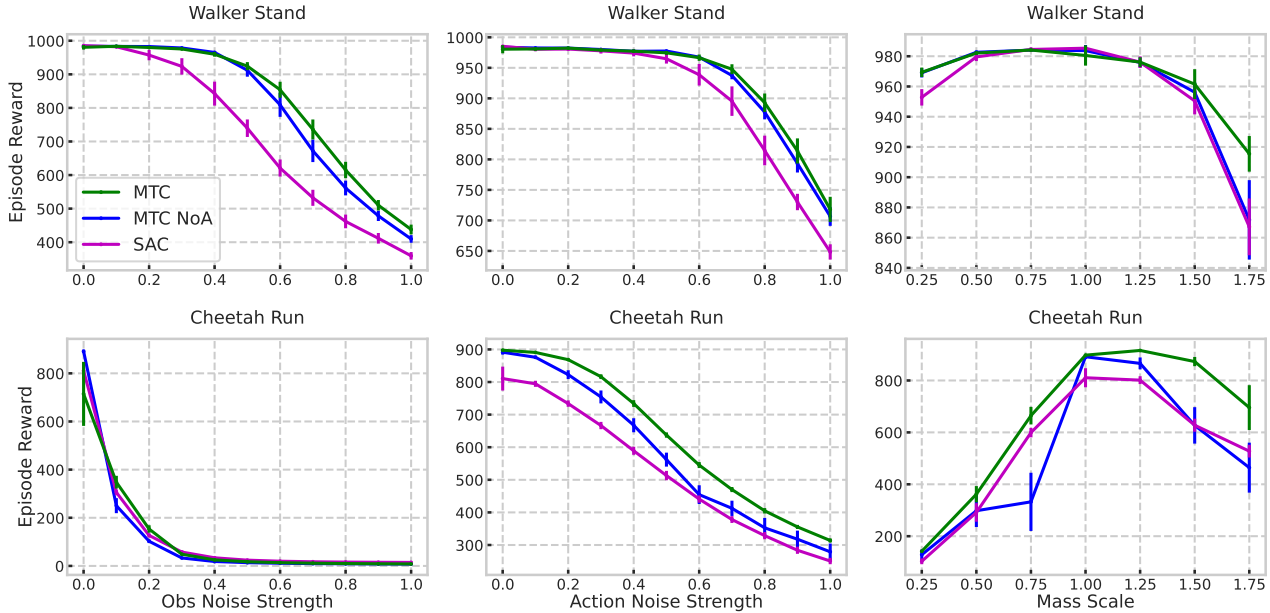 Walker Stand
Walker Stand
Walker Stand
Episode Reward
1000
900
800
700
600
500
400
MTC
MTC NoA
SAC
0.0 0.2 0.4 0.6 0.8 1.0
1000
950
900
850
800
750
700
650
0.0 0.2 0.4 0.6 0.8 1.0
980
960
940
920
900
880
860
840
0.25 0.50 0.75 1.00 1.25 1.50 1.75
Cheetah Run
Cheetah Run
Cheetah Run
Episode Reward
800
600
400
200
0
0.0 0.2 0.4 0.6 0.8 1.0
Obs Noise Strength
900
800
700
600
500
400
300
0.0 0.2 0.4 0.6 0.8 1.0
Action Noise Strength
800
600
400
200
0.25 0.50 0.75 1.00 1.25 1.50 1.75
Mass Scale